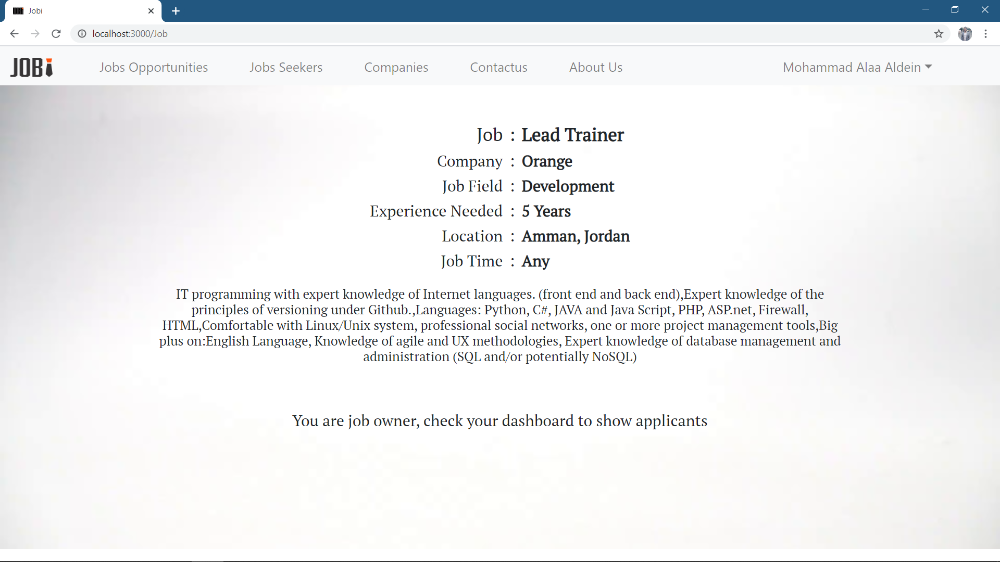 Jobi
localhost:3000/Job
JOBi
Jobs Opportunities
Jobs Seekers
Companies
Contactus
About Us
Mohammad Alaa Aldein
Job : Lead Trainer
Company : Orange
Job Field : Development
Experience Needed : 5 Years
Location : Amman, Jordan
Job Time : Any
IT programming with expert knowledge of Internet languages. (front end and back end),Expert knowledge of the
principles of versioning under Github.,Languages: Python, C#, JAVA and Java Script, PHP, ASP.net, Firewall,
HTML,Comfortable with Linux/Unix system, professional social networks, one or more project management tools,Big
plus on:English Language, Knowledge of agile and UX methodologies, Expert knowledge of database management and
administration (SQL and/or potentially NoSQL)
You are job owner, check your dashboard to show applicants